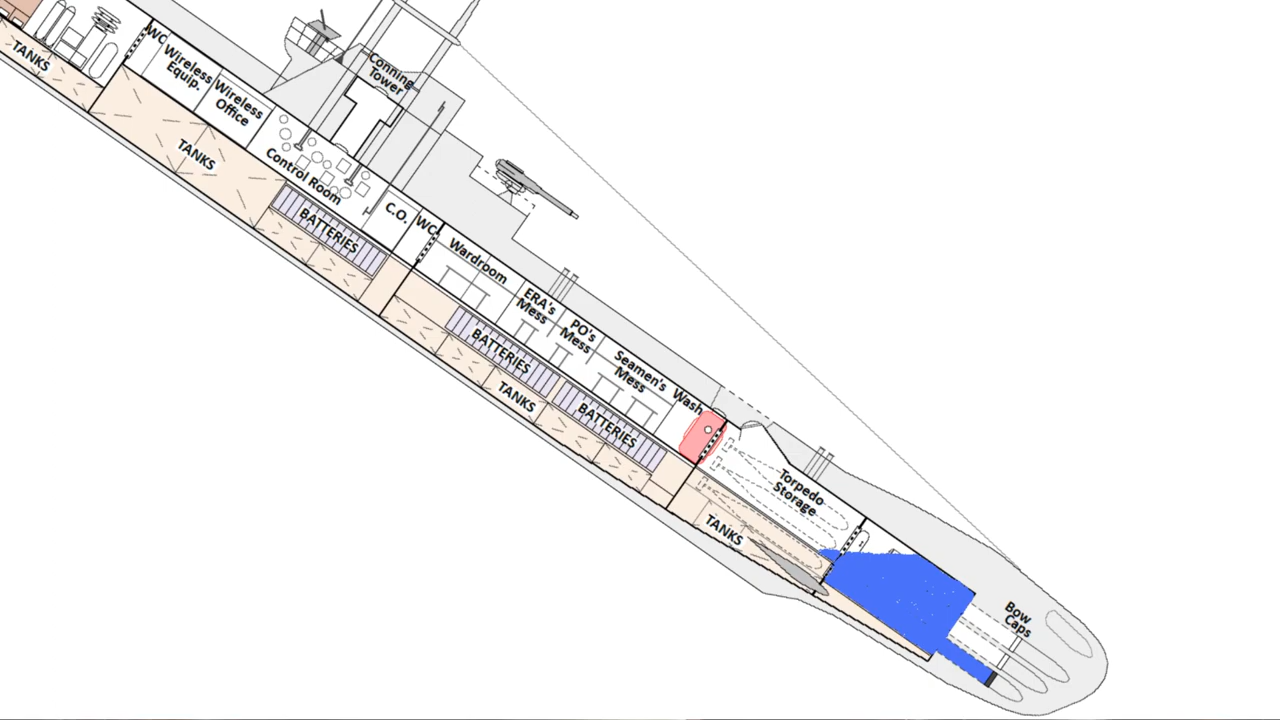 TANKS
WC
Wireless
Equip.
Wireless
Office
Conning
Tower
TANKS
Control Room
BATTERIES
C.O.
WC
Wardroom
ERA's
Mess
PO's
Mess
Seamen's
Mess
Wash
BATTERIES
TANKS
BATTERIES
Torpedo
Storage
TANKS
Bow
Caps